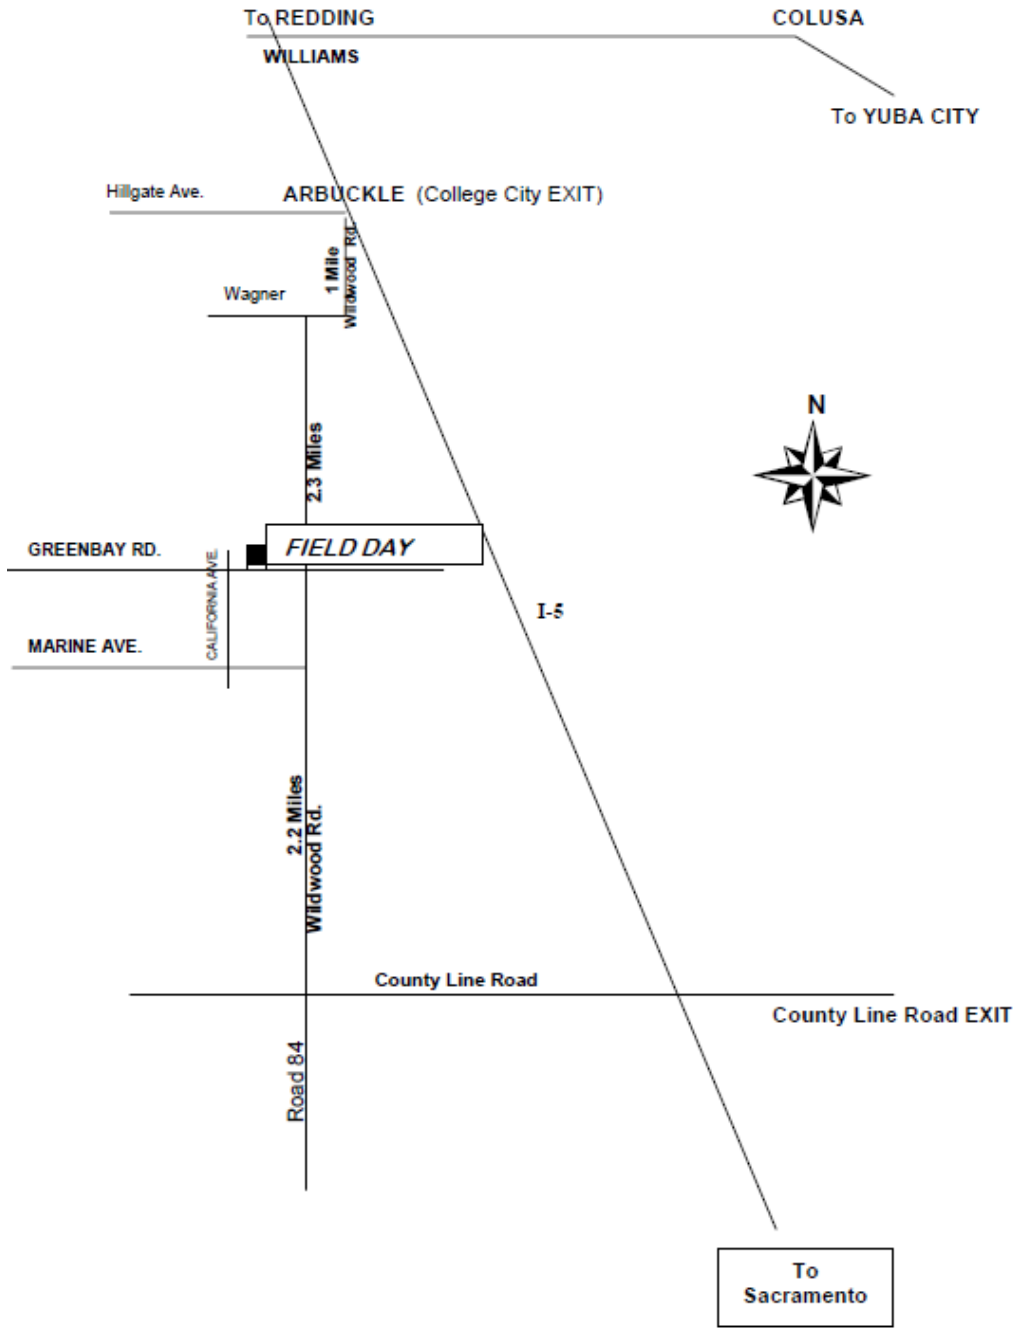 To REDDING
COLUSA
WILLIAMS
To YUBA CITY
Hillgate Ave.
ARBUCKLE (College City EXIT)
1 Mile
Wildwood Rd.
Wagner
N
2.3 Miles
FIELD DAY
GREENBAY RD.
CALIFORNIA AVE.
I-5
MARINE AVE.
2.2 Miles
Wildwood Rd.
County Line Road
County Line Road EXIT
Road 84
To
Sacramento